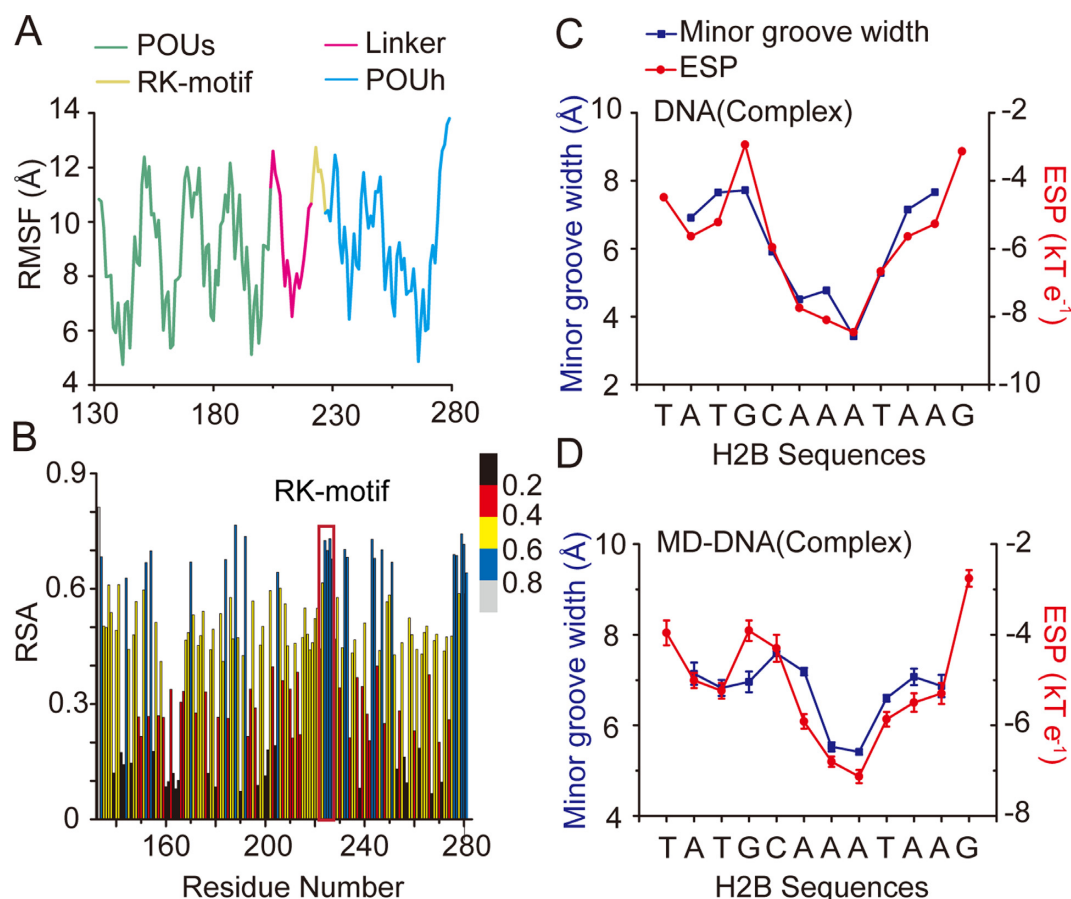 A
POUs
Linker
RK-motif
POUh
RMSF (Å)
14
12
10
8
6
4
130
180
230
280
B
RK-motif
0.2
0.4
0.6
0.8
RSA
0.9
0.6
0.3
0
160
200
240
280
Residue Number
C
Minor groove width
ESP
DNA(Complex)
Minor groove width (Å)
10
8
6
4
2
-2
-4
-6
-8
-10
ESP (kT e⁻¹)
T A T G C A A A T A A G
H2B Sequences
D
MD-DNA(Complex)
Minor groove width (Å)
10
8
6
4
-2
-4
-6
-8
ESP (kT e⁻¹)
T A T G C A A A T A A G
H2B Sequences